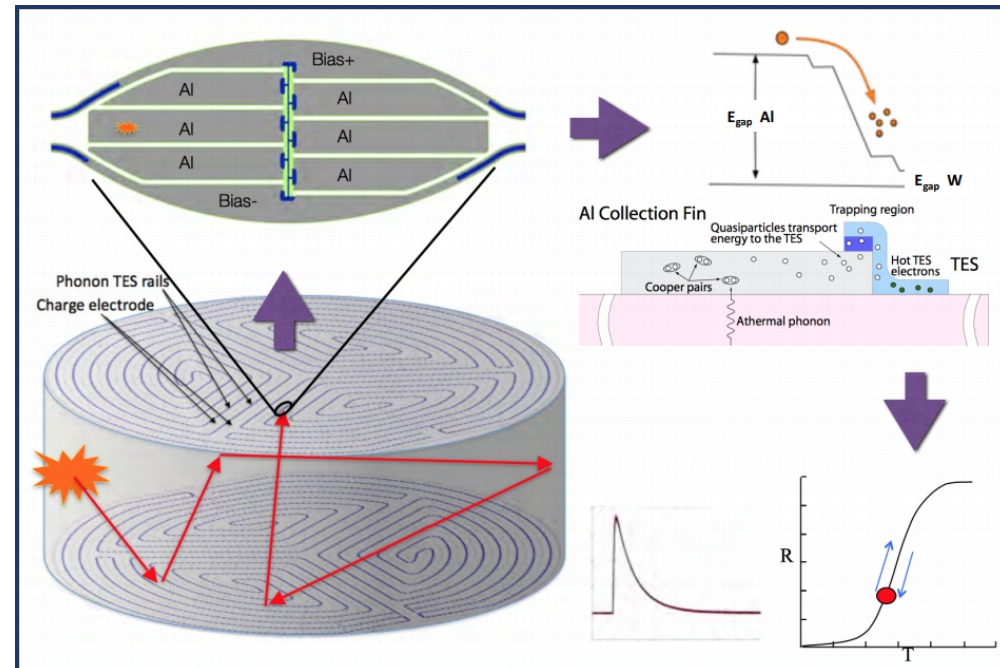 Bias+
Al
Al
Al
Al
Al
Al
Bias-
E gap Al
E gap W
Al Collection Fin
Trapping region
Quasiparticles transport
energy to the TES
Hot TES
electrons
TES
Cooper pairs
Athermal phonon
Phonon TES rails
Charge electrode
R
T